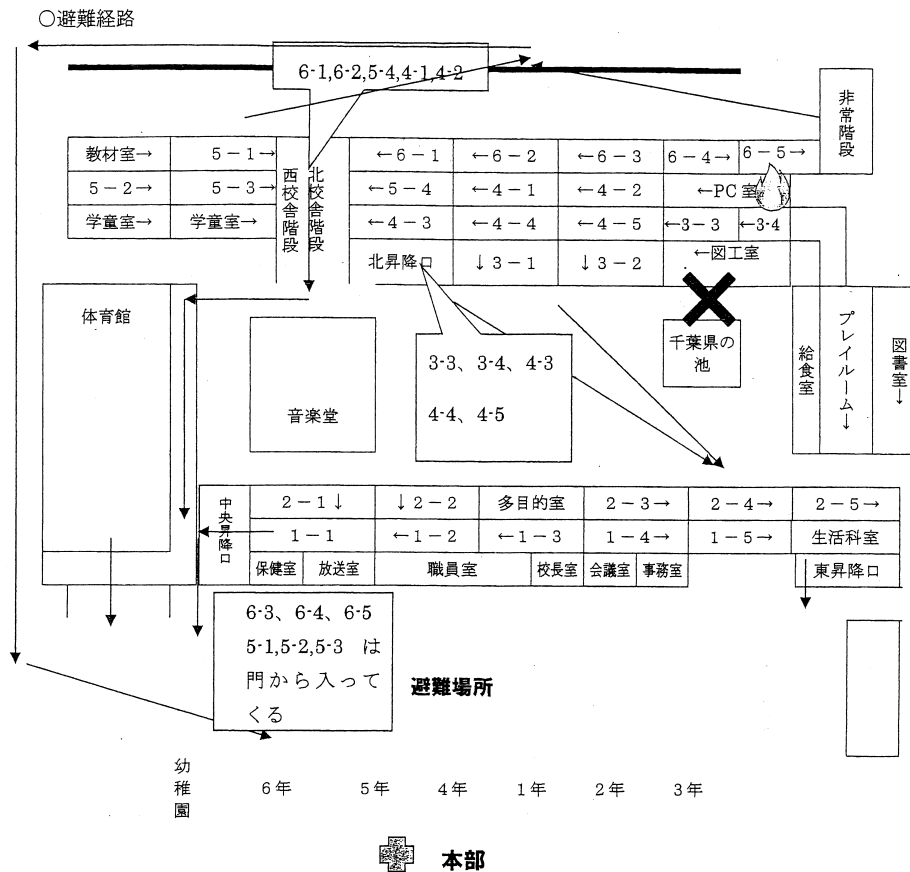 ○避難経路
6-1,6-2,5-4,4-1,4-2
非常階段
教材室→ 5－1→ ←6－1 ←6－2 ←6－3 6－4→ 6－5→
5－2→ 5－3→ ←5－4 ←4－1 ←4－2 ←PC室
学童室→ 学童室→ ←4－3 ←4－4 ←4－5 ←3－3 ←3-4
西校舎階段
北校舎階段
北昇降口 ↓3－1 ↓3－2 ←図工室
体育館
音楽堂
3-3、3-4、4-3
4-4、4-5
千葉県の
池
給食室
プレイルーム→
図書室→
中央昇降口
2－1↓ ↓2－2 多目的室 2－3→ 2－4→ 2－5→
1－1 ←1－2 ←1－3 1－4→ 1－5→ 生活科室
保健室 放送室 職員室 校長室 会議室 事務室 東昇降口
6-3、6-4、6-5
5-1,5-2,5-3 は
門から入って
くる
避難場所
幼稚園
6年 5年 4年 1年 2年 3年
本部